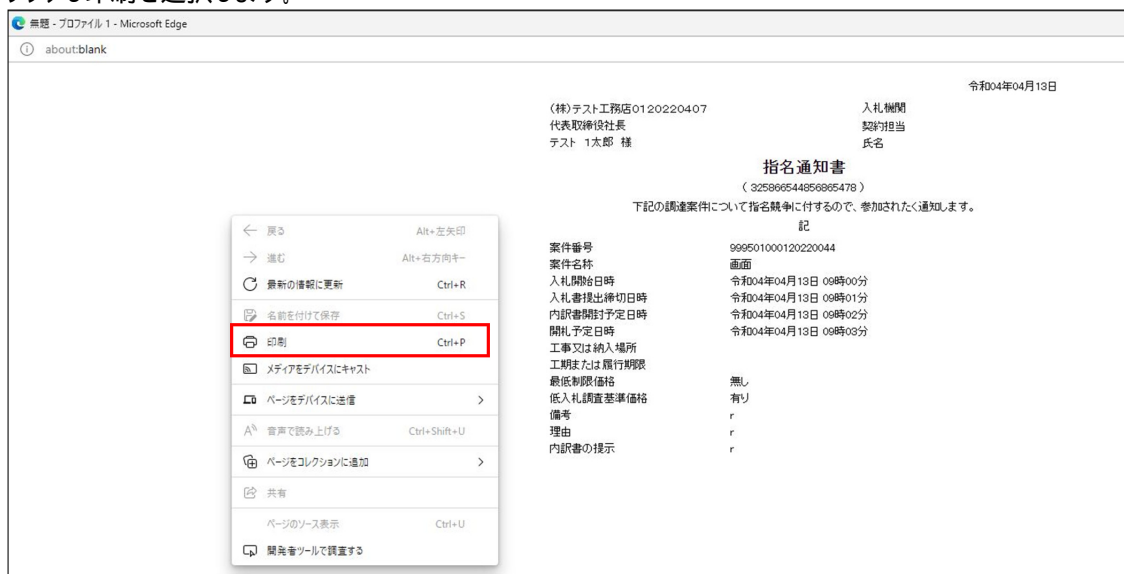 無題 - プロファイル 1 - Microsoft Edge
about:blank
令和04年04月13日
(株)テスト工務店0120220407 入札機関
代表取締役社長 契約担当
テスト 1太郎 様 氏名
指名通知書
( 325866544856865478 )
下記の調達案件について指名競争に付するので、参加されたく通知します。
記
案件番号 999501000120220044
案件名称 画面
入札開始日時 令和04年04月13日 09時00分
入札書提出締切日時 令和04年04月13日 09時01分
内訳書開封予定日時 令和04年04月13日 09時02分
開札予定日時 令和04年04月13日 09時03分
工事又は納入場所
工期または履行期限
最低制限価格 無し
低入札調査基準価格 有り
備考 r
理由 r
内訳書の提示 r
戻る Alt+左矢印
進む Alt+右方向キー
最新の情報に更新 Ctrl+R
名前を付けて保存 Ctrl+S
印刷 Ctrl+P
メディアをデバイスにキャスト
ページをデバイスに送信
音声で読み上げる Ctrl+Shift+U
ページをコレクションに追加
共有
ページのソース表示 Ctrl+U
開発者ツールで調査する